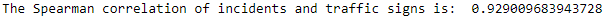 The Spearman correlation of incidents and traffic signs is:  0.929009683943728